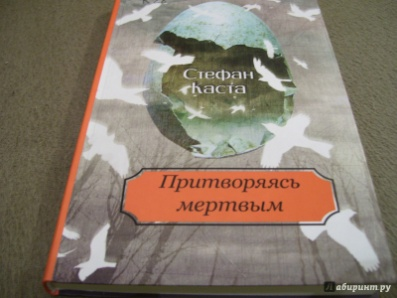 Стефан
Каста
Притворяясь
мертвым
Лабиринт.ру